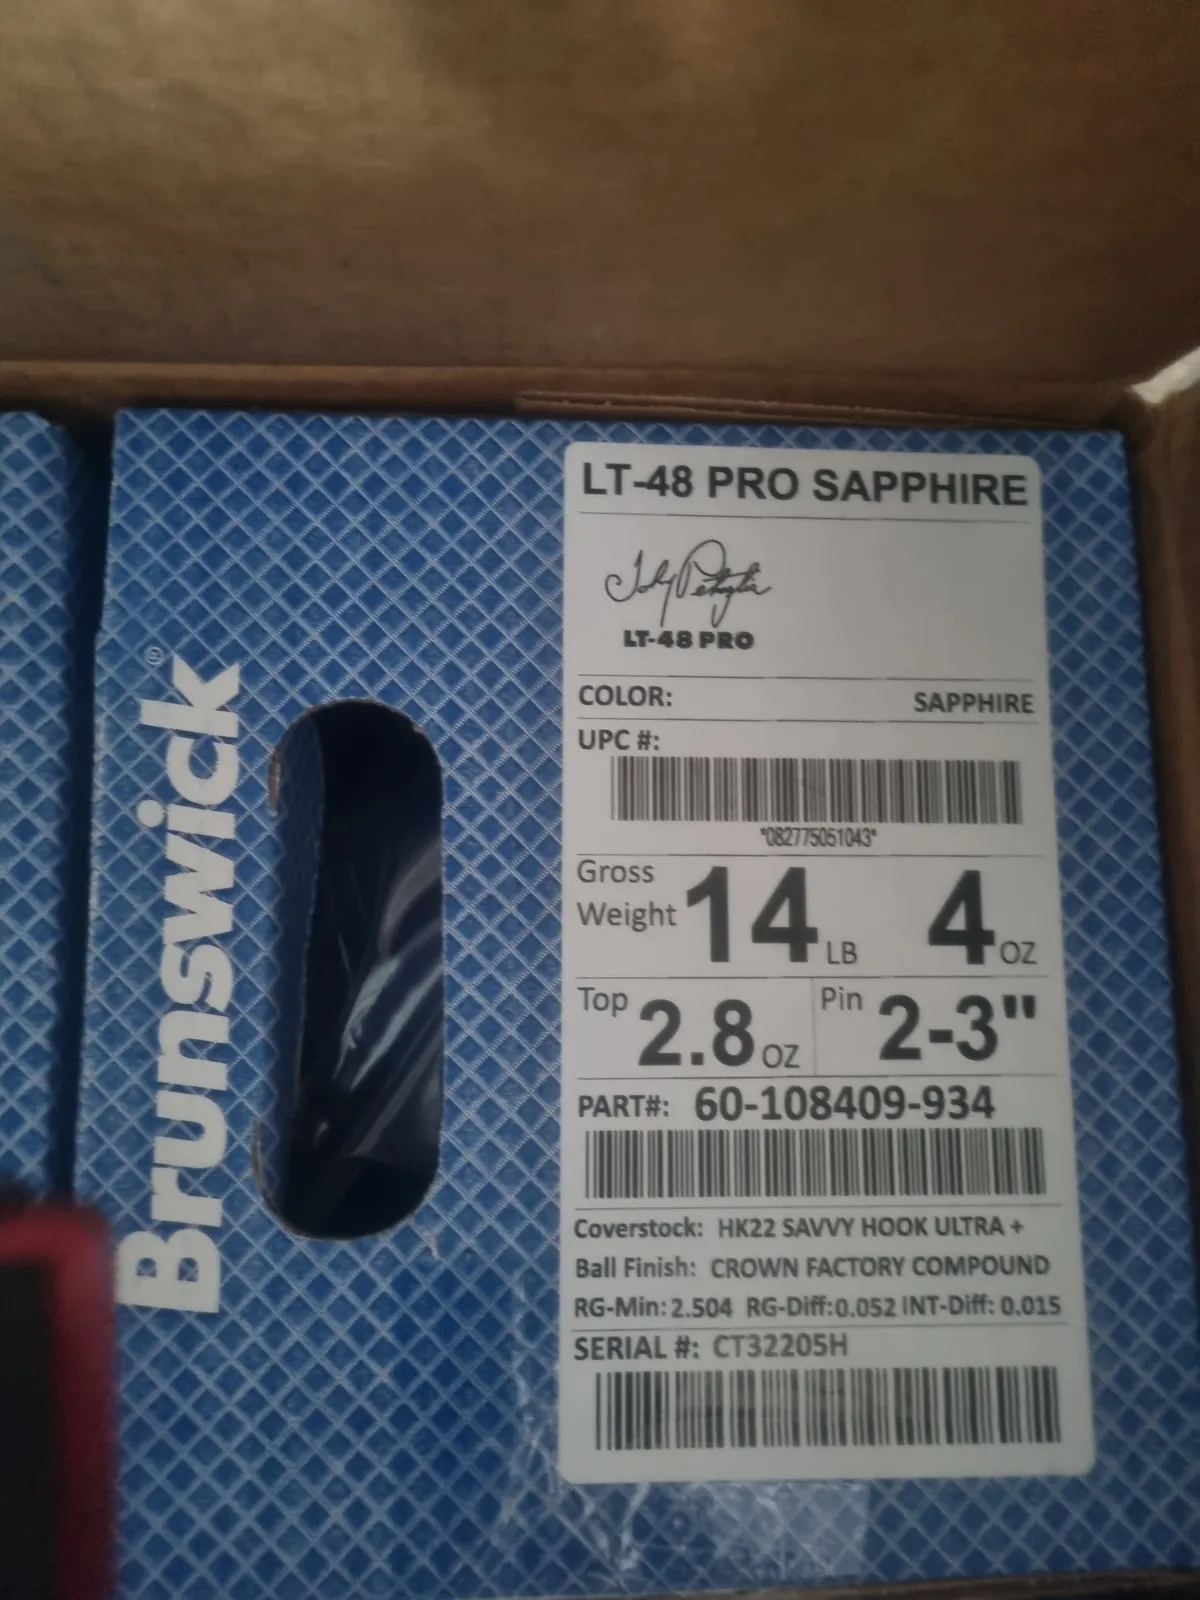 Brunswick®
LT-48 PRO SAPPHIRE
Johnny Petraglia
LT-48 PRO
COLOR: SAPPHIRE
UPC #:
*082775051043*
Gross Weight 14 LB 4 OZ
Top 2.8 OZ Pin 2-3"
PART#: 60-108409-934
Coverstock: HK22 SAVVY HOOK ULTRA +
Ball Finish: CROWN FACTORY COMPOUND
RG-Min: 2.504 RG-Diff:0.052 INT-Diff: 0.015
SERIAL #: CT32205H